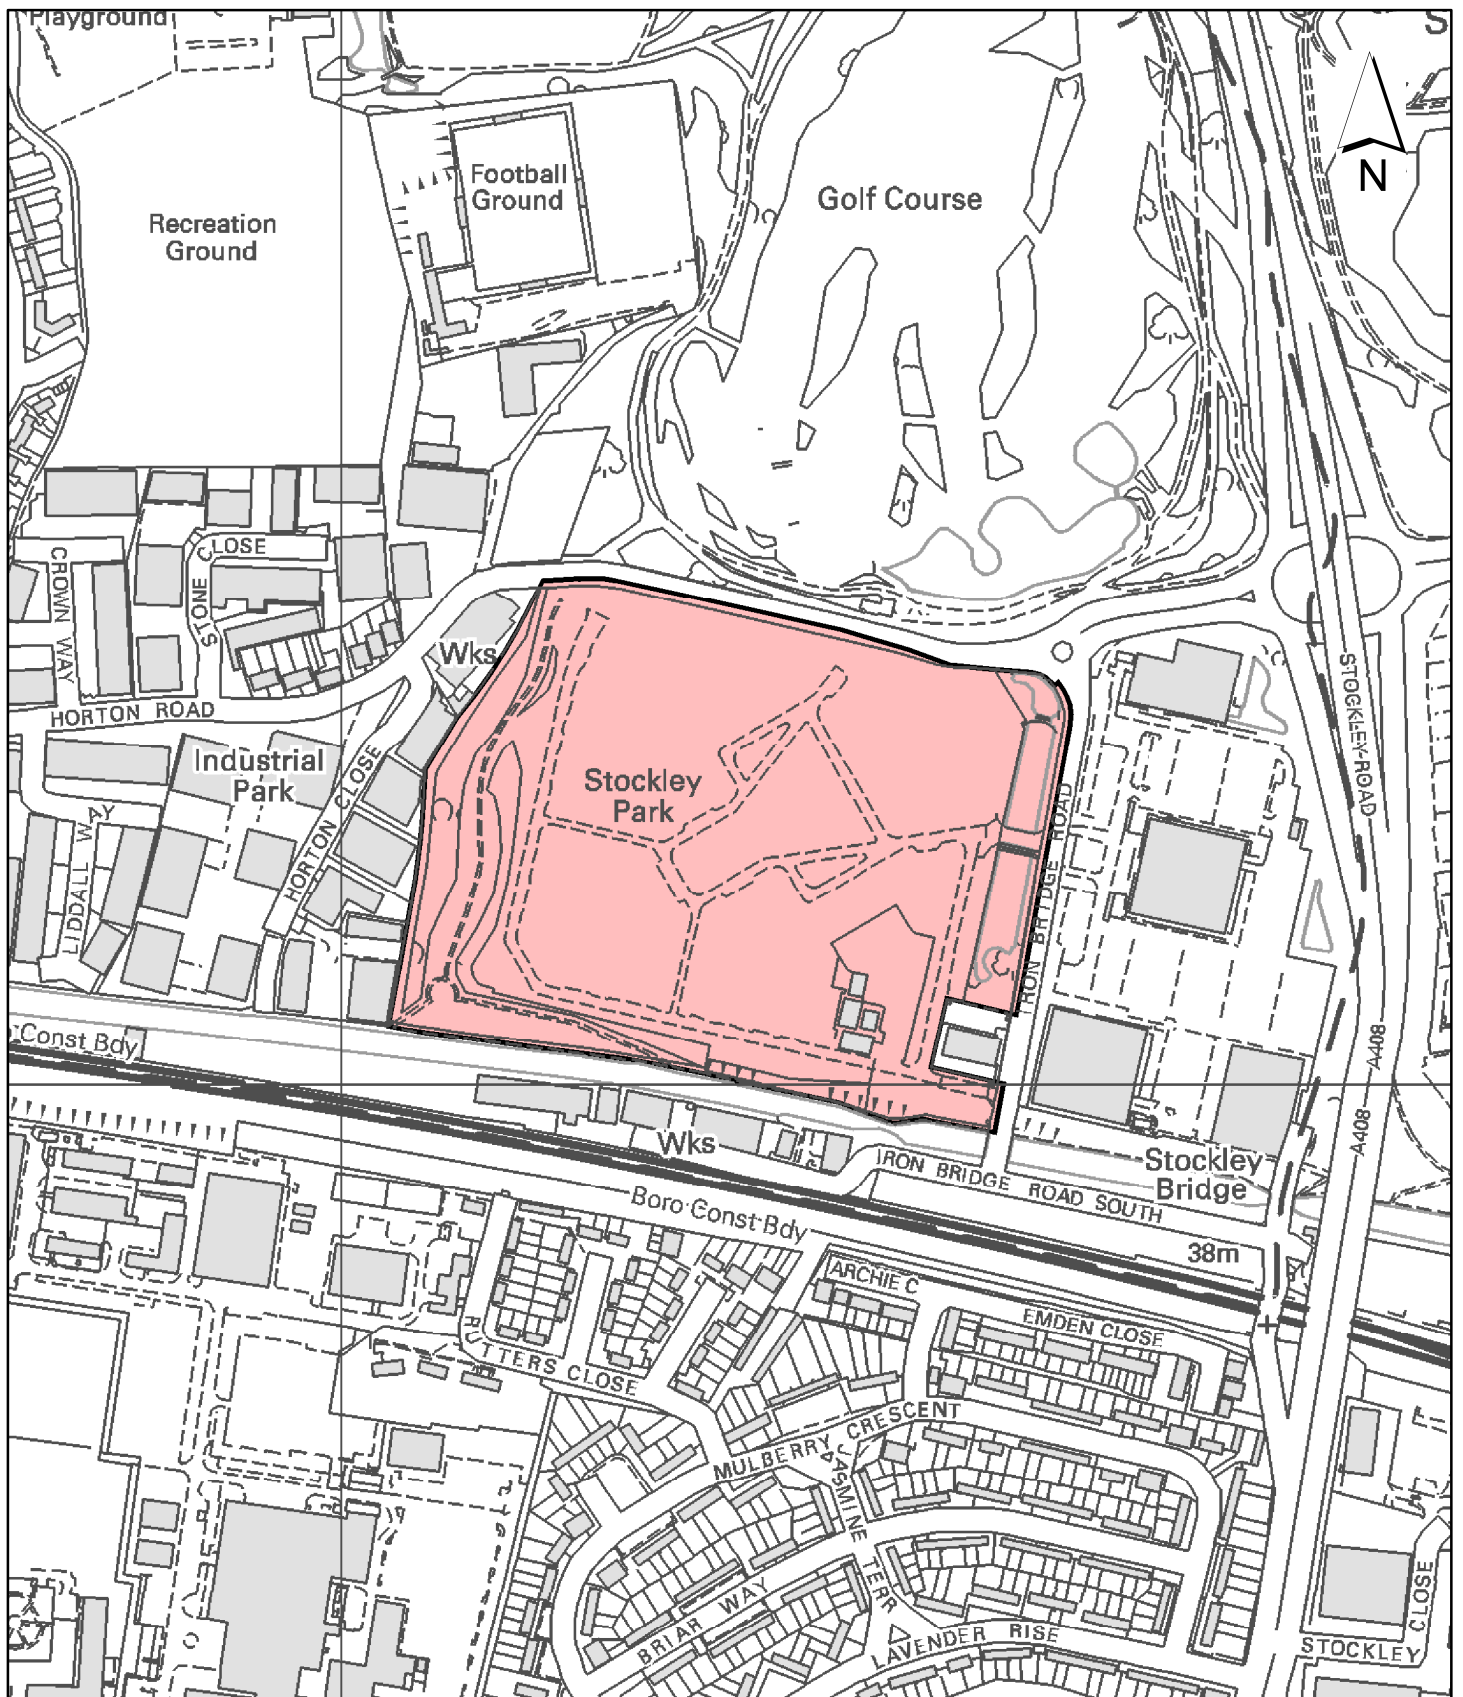 Playground
S
N
Football
Ground
Golf Course
Recreation
Ground
CROWN WAY
STONE CLOSE
Wks
HORTON ROAD
STOCKLEY ROAD
Industrial
Park
Stockley
Park
HORTON CLOSE
LIDDALL WAY
IRON BRIDGE ROAD
Const Bdy
A408
A408
Wks
IRON BRIDGE ROAD SOUTH
Stockley
Bridge
Boro Const Bdy
38m
ARCHIE C
EMDEN CLOSE
RUTTERS CLOSE
MULBERRY CRESCENT
JASMINE TERR
BRIAR WAY
LAVENDER RISE
CLOSE
STOCKLEY